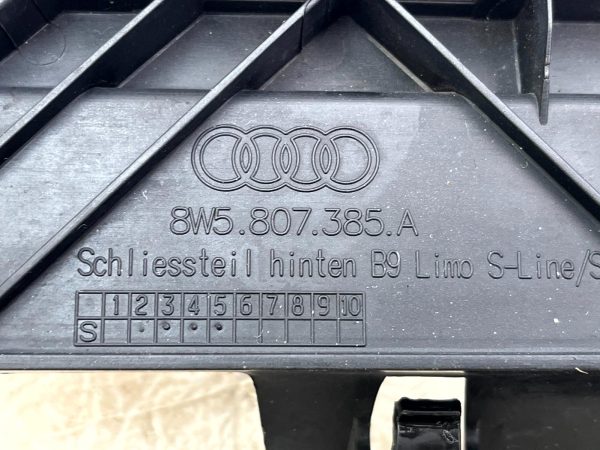 8W5.807.385.A
Schliessteil hinten B9 Limo S-Line/S
1 2 3 4 5 6 7 8 9 10
S